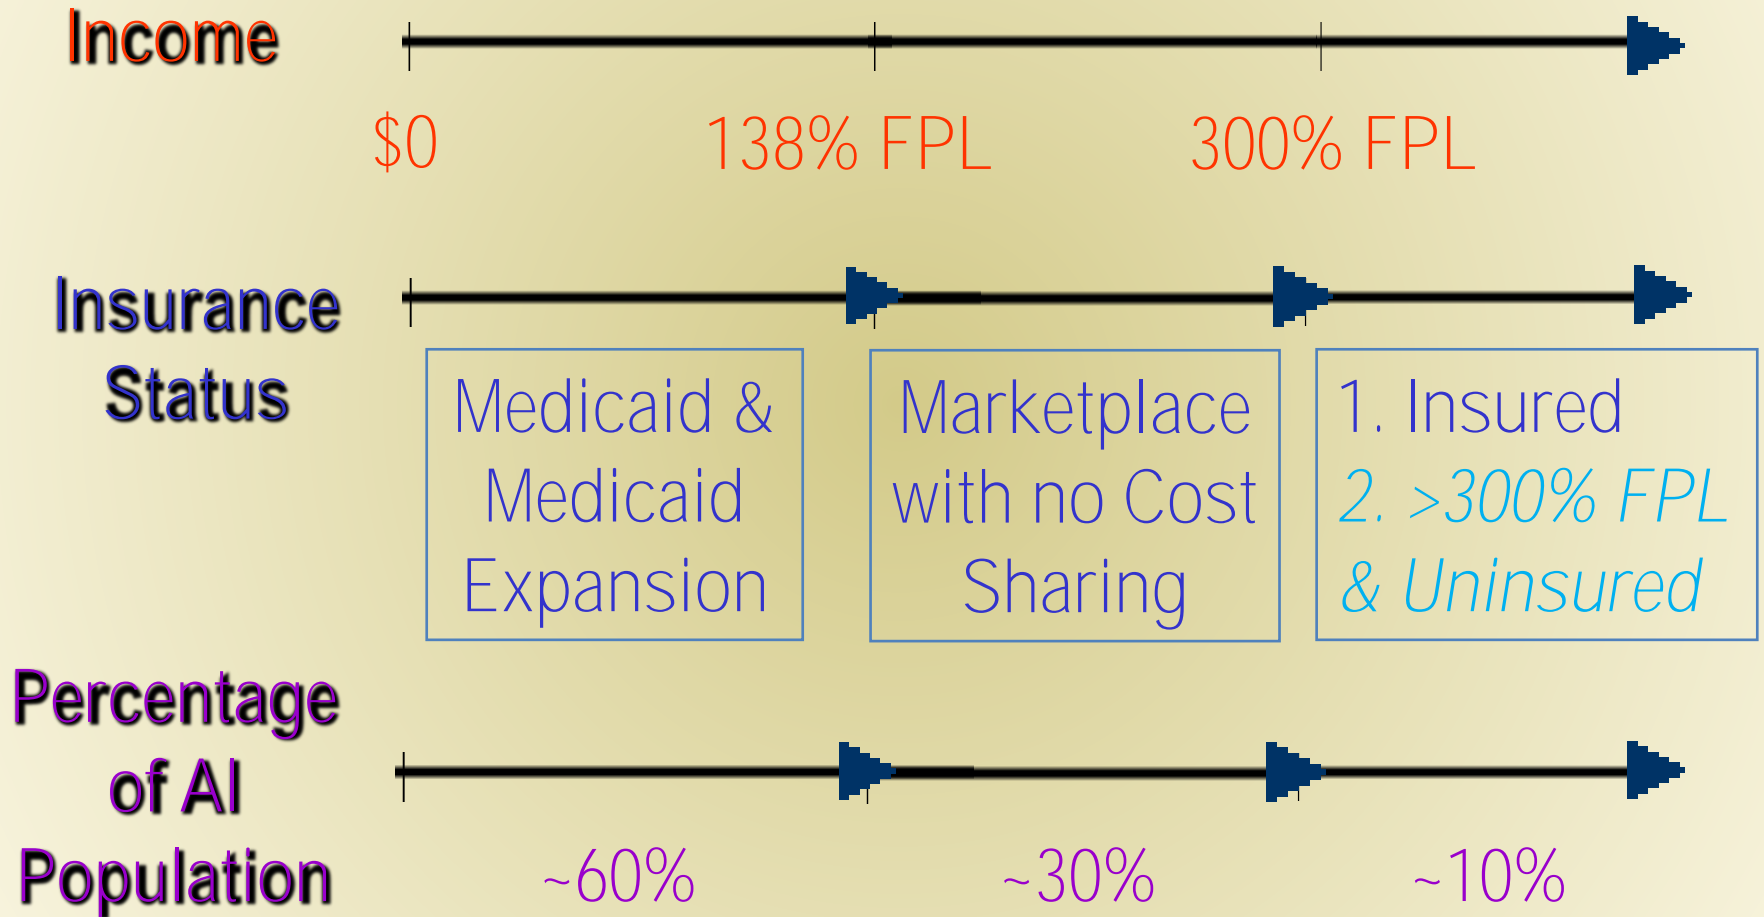 Income
$0
138% FPL
300% FPL
Insurance
Status
Medicaid &
Medicaid
Expansion
Marketplace
with no Cost
Sharing
1. Insured
2. >300% FPL
& Uninsured
Percentage
of AI
Population
~60%
~30%
~10%